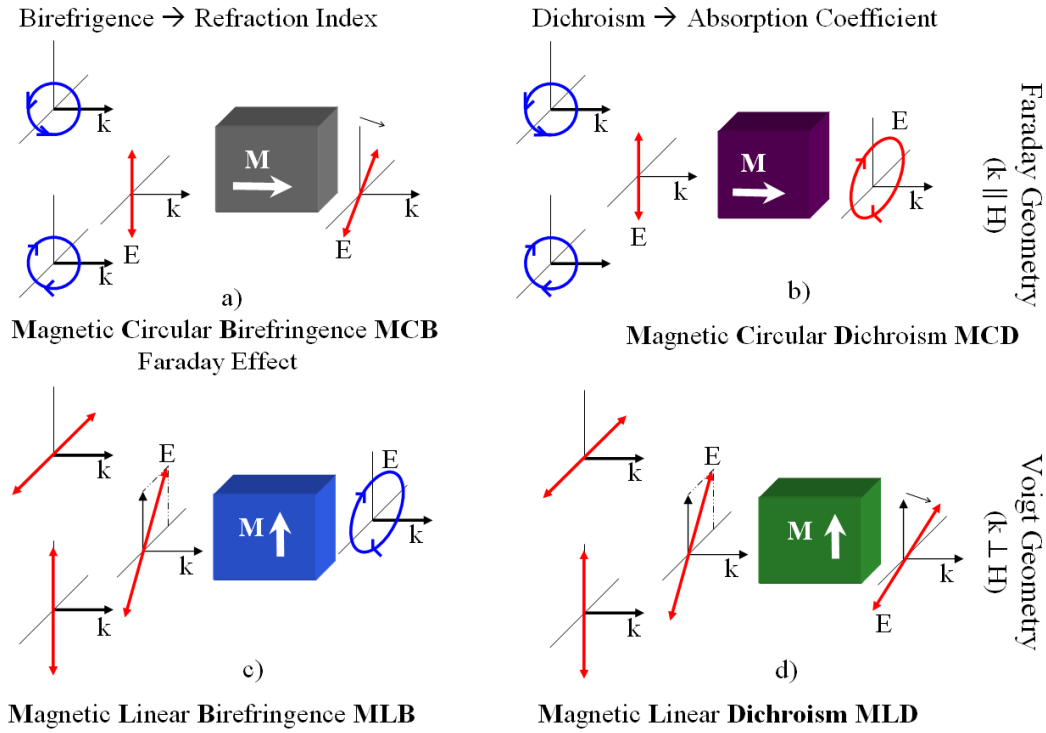 Birefrigence → Refraction Index
Dichroism → Absorption Coefficient
k
k
E
k
M
k
E
k
k
E
k
M
E
k
Faraday Geometry
(k || H)
a)
b)
Magnetic Circular Birefringence MCB
Faraday Effect
Magnetic Circular Dichroism MCD
k
E
k
M
E
k
k
k
E
k
M
k
E
k
Voigt Geometry
(k ⊥ H)
c)
d)
Magnetic Linear Birefringence MLB
Magnetic Linear Dichroism MLD